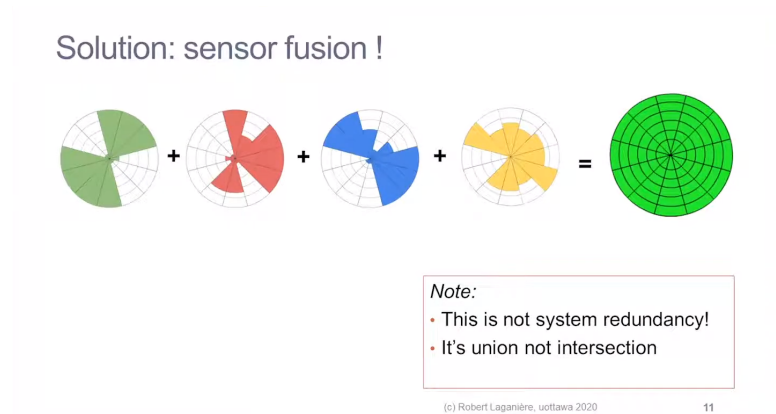 Solution: sensor fusion !
+ + + =
Note:
• This is not system redundancy!
• It's union not intersection
(c) Robert Laganière, uottawa 2020
11